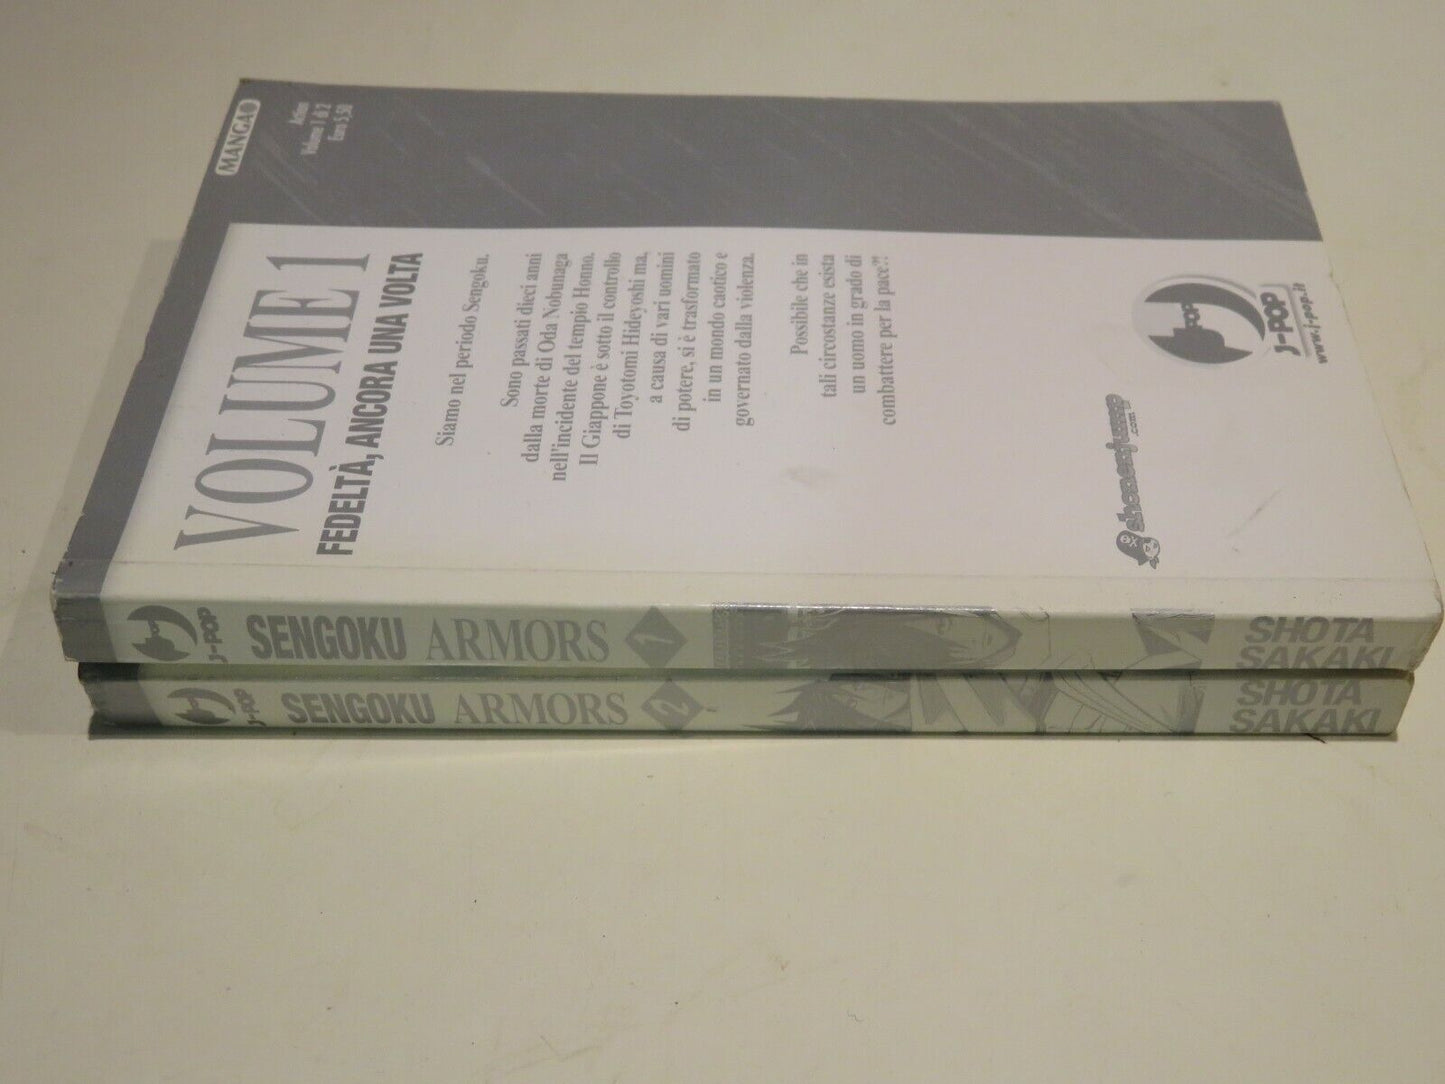 MANGA
Action
Volume 1 di 2
Euro 5,50
VOLUME 1
FEDELTÀ, ANCORA UNA VOLTA
Siamo nel periodo Sengoku.
Sono passati dieci anni
dalla morte di Oda Nobunaga
nell'incidente del tempio Honno.
Il Giappone è sotto il controllo
di Toyotomi Hideyoshi ma,
a causa di vari uomini
di potere, si è trasformato
in un mondo caotico e
governato dalla violenza.
Possibile che in
tali circostanze esista
un uomo in grado di
combattere per la pace?!
shonenjump
.com
J-POP
J-POP
www.j-pop.it
J-POP
SENGOKU ARMORS 1
SHOTA
SAKAKI
J-POP
SENGOKU ARMORS 2
SHOTA
SAKAKI